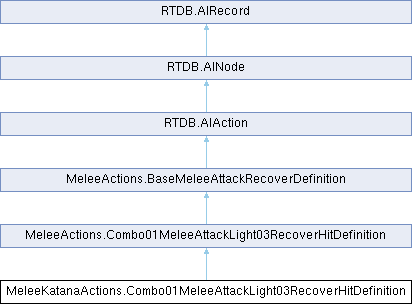 RTDB.AIRecord
RTDB.AINode
RTDB.AIAction
MeleeActions.BaseMeleeAttackRecoverDefinition
MeleeActions.Combo01MeleeAttackLight03RecoverHitDefinition
MeleeKatanaActions.Combo01MeleeAttackLight03RecoverHitDefinition